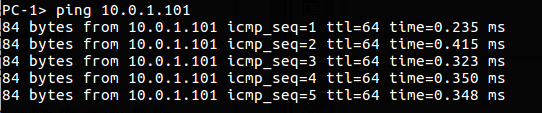 PC-1> ping 10.0.1.101
84 bytes from 10.0.1.101 icmp_seq=1 ttl=64 time=0.235 ms
84 bytes from 10.0.1.101 icmp_seq=2 ttl=64 time=0.415 ms
84 bytes from 10.0.1.101 icmp_seq=3 ttl=64 time=0.323 ms
84 bytes from 10.0.1.101 icmp_seq=4 ttl=64 time=0.350 ms
84 bytes from 10.0.1.101 icmp_seq=5 ttl=64 time=0.348 ms